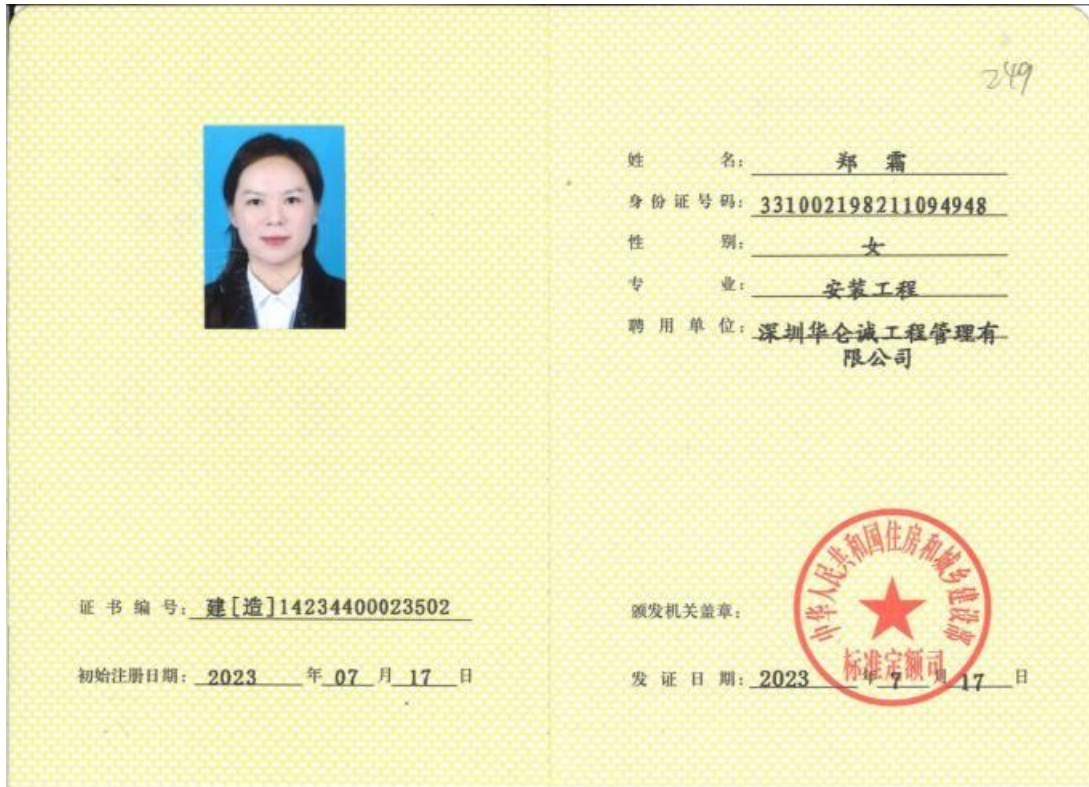 249
姓 名: 郑 霜
身份证号码: 331002198211094948
性 别: 女
专 业: 安装工程
聘用单位: 深圳华仑诚工程管理有
限公司
证书编号: 建[造]14234400023502
初始注册日期: 2023 年 07 月 17 日
颁发机关盖章:
中华人民共和国住房和城乡建设部
标准定额司
发证日期: 2023 年 7 月 17 日